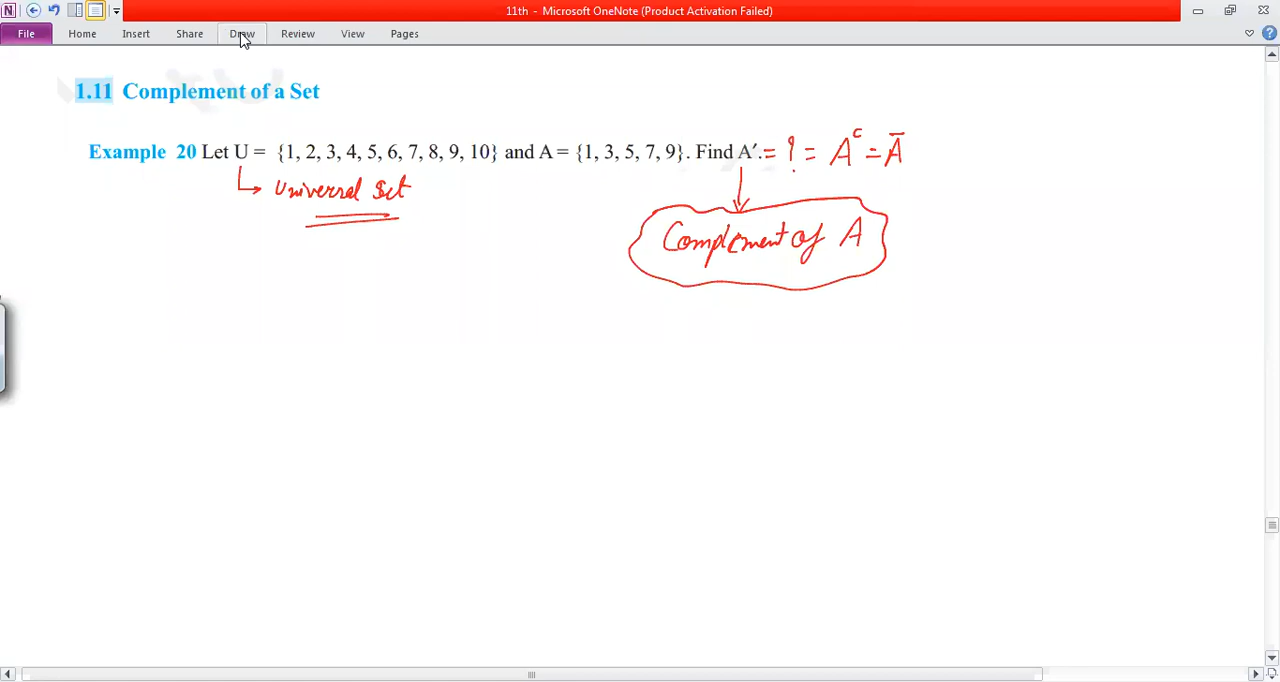 11th - Microsoft OneNote (Product Activation Failed)
File Home Insert Share Draw Review View Pages
1.11 Complement of a Set
Example 20 Let U = {1, 2, 3, 4, 5, 6, 7, 8, 9, 10} and A = {1, 3, 5, 7, 9}. Find A′. = ? = Aᶜ = Ā
Universal Set
Complement of A